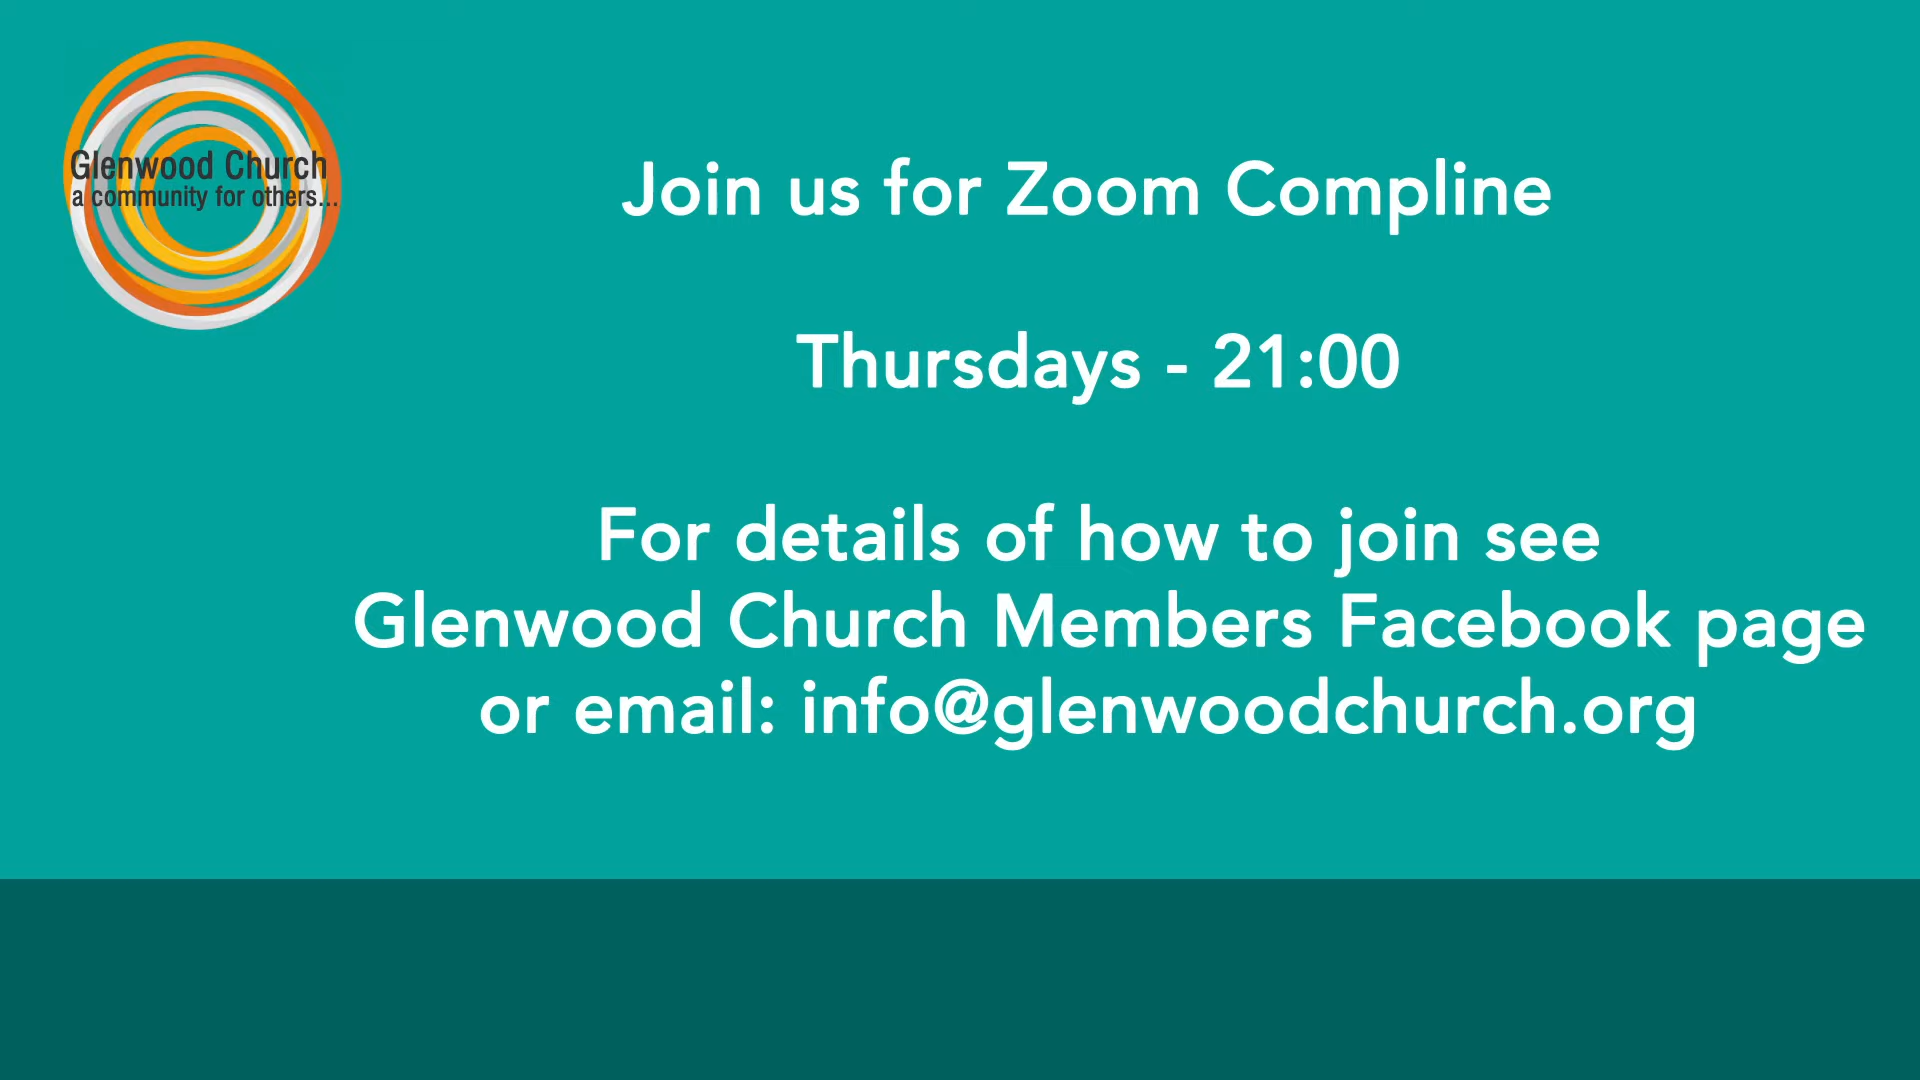 Glenwood Church
a community for others...
Join us for Zoom Compline
Thursdays - 21:00
For details of how to join see
Glenwood Church Members Facebook page
or email: info@glenwoodchurch.org